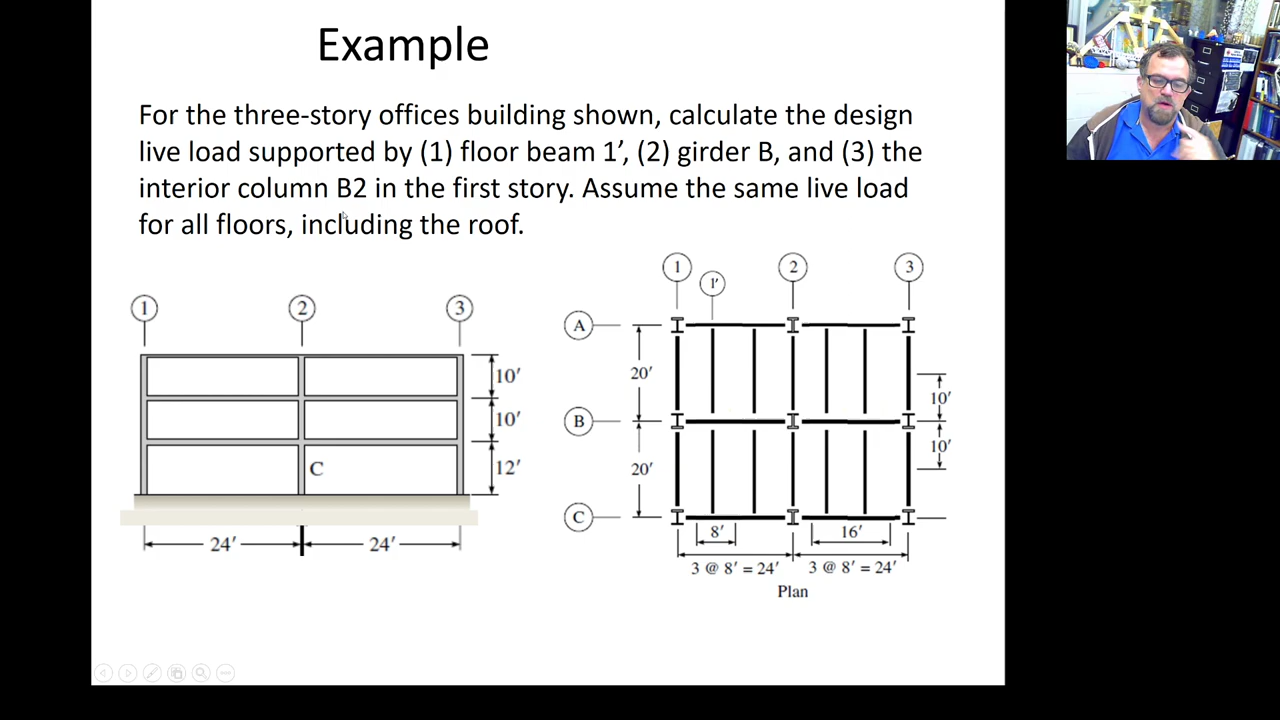 Example
For the three-story offices building shown, calculate the design
live load supported by (1) floor beam 1’, (2) girder B, and (3) the
interior column B2 in the first story. Assume the same live load
for all floors, including the roof.
1
2
3
10′
10′
12′
C
24′
24′
1
1′
2
3
A
B
C
20′
20′
10′
10′
8′
16′
3 @ 8′ = 24′
3 @ 8′ = 24′
Plan